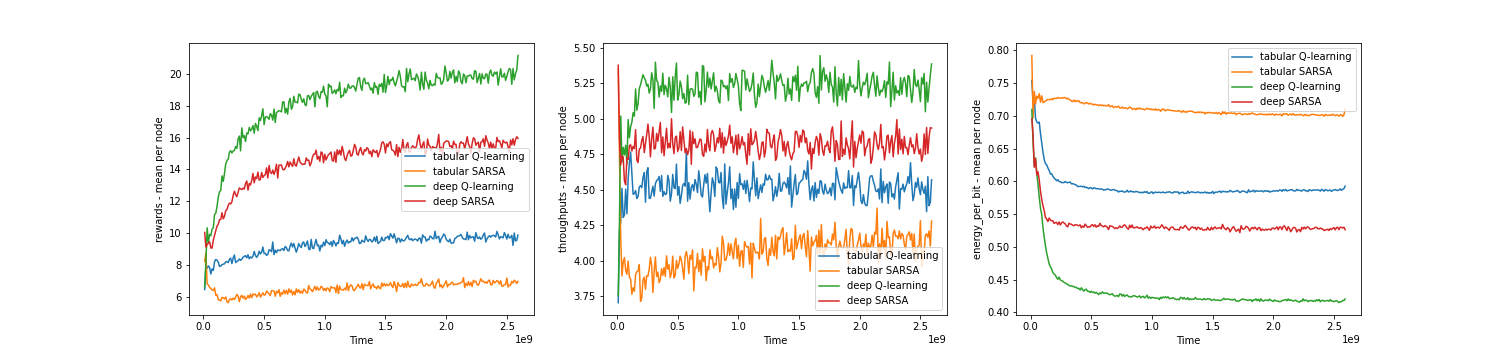 rewards - mean per node
20
18
16
14
12
10
8
6
0.0 0.5 1.0 1.5 2.0 2.5
1e9
Time
tabular Q-learning
tabular SARSA
deep Q-learning
deep SARSA
throughputs - mean per node
5.50
5.25
5.00
4.75
4.50
4.25
4.00
3.75
0.0 0.5 1.0 1.5 2.0 2.5
1e9
Time
tabular Q-learning
tabular SARSA
deep Q-learning
deep SARSA
energy_per_bit - mean per node
0.80
0.75
0.70
0.65
0.60
0.55
0.50
0.45
0.40
0.0 0.5 1.0 1.5 2.0 2.5
1e9
Time
tabular Q-learning
tabular SARSA
deep Q-learning
deep SARSA